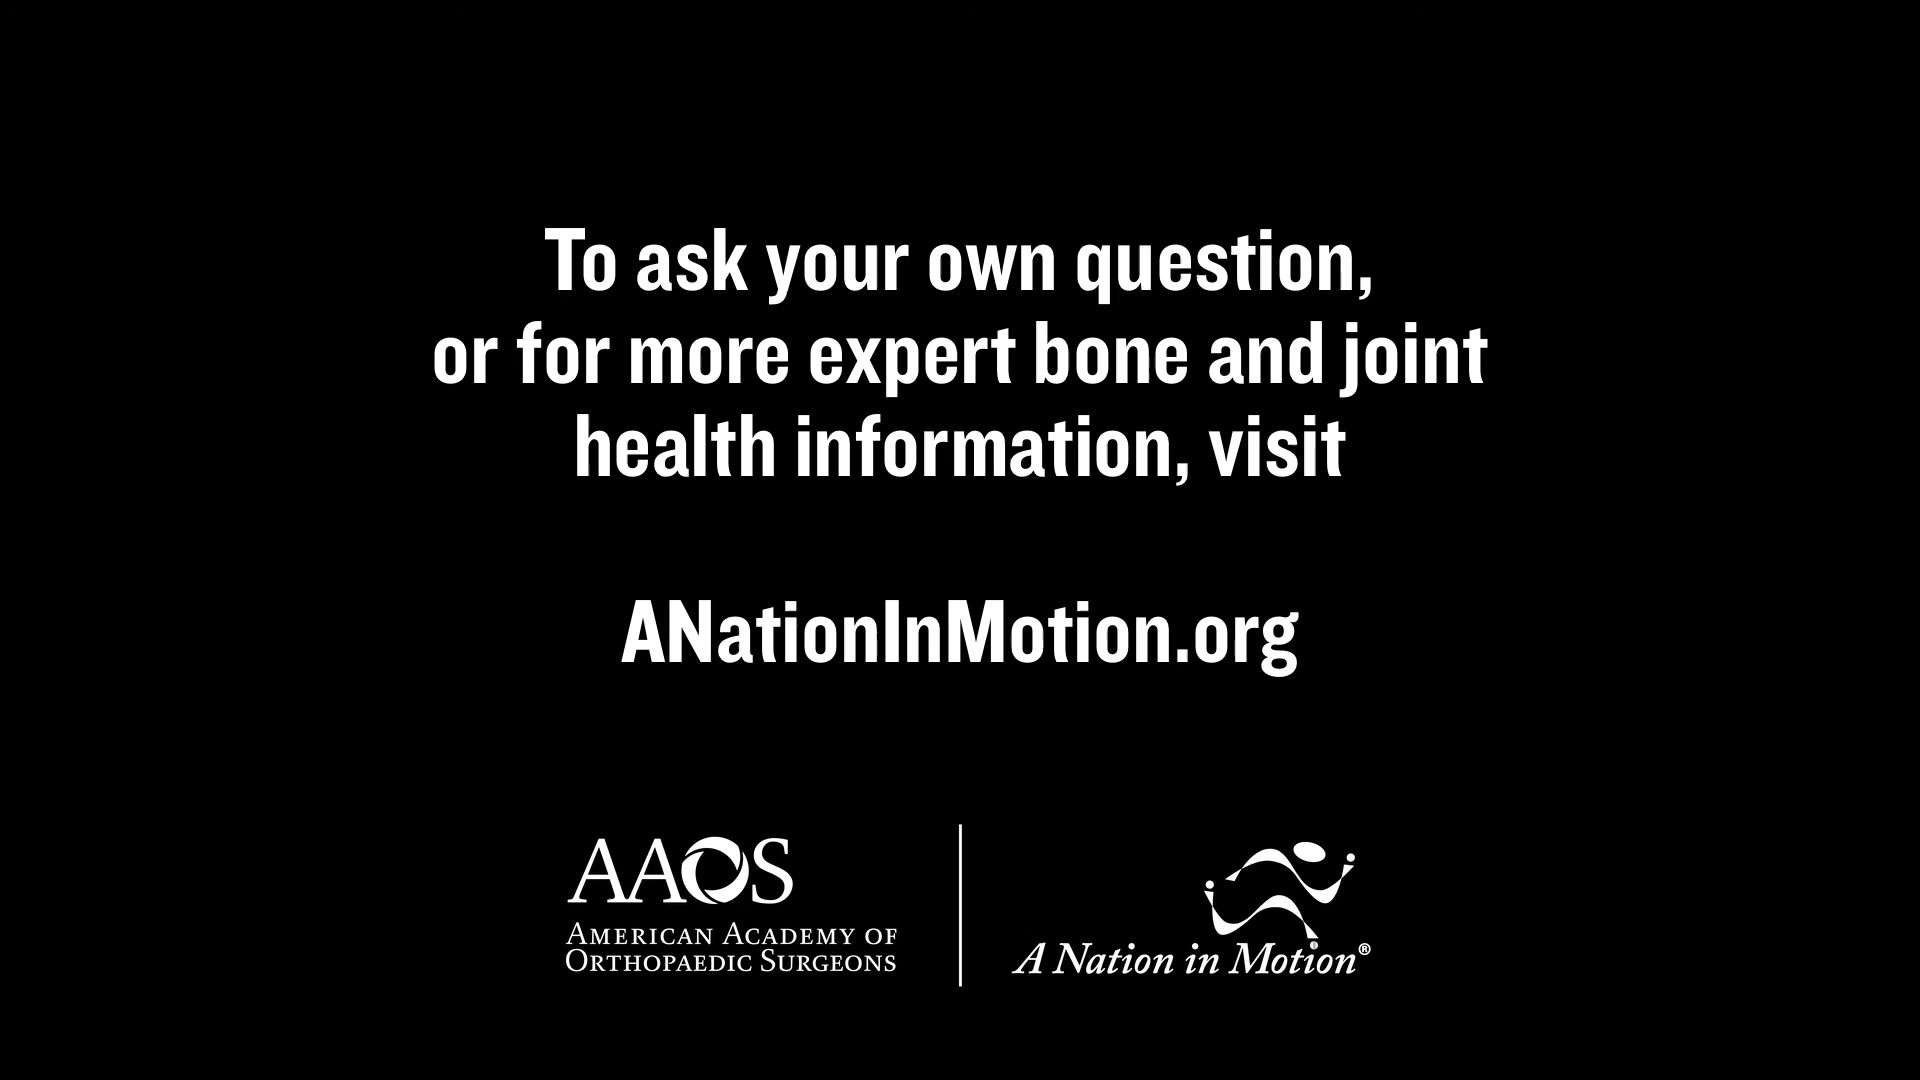 To ask your own question,
or for more expert bone and joint
health information, visit
ANationInMotion.org
AAOS
AMERICAN ACADEMY OF
ORTHOPAEDIC SURGEONS
A Nation in Motion®